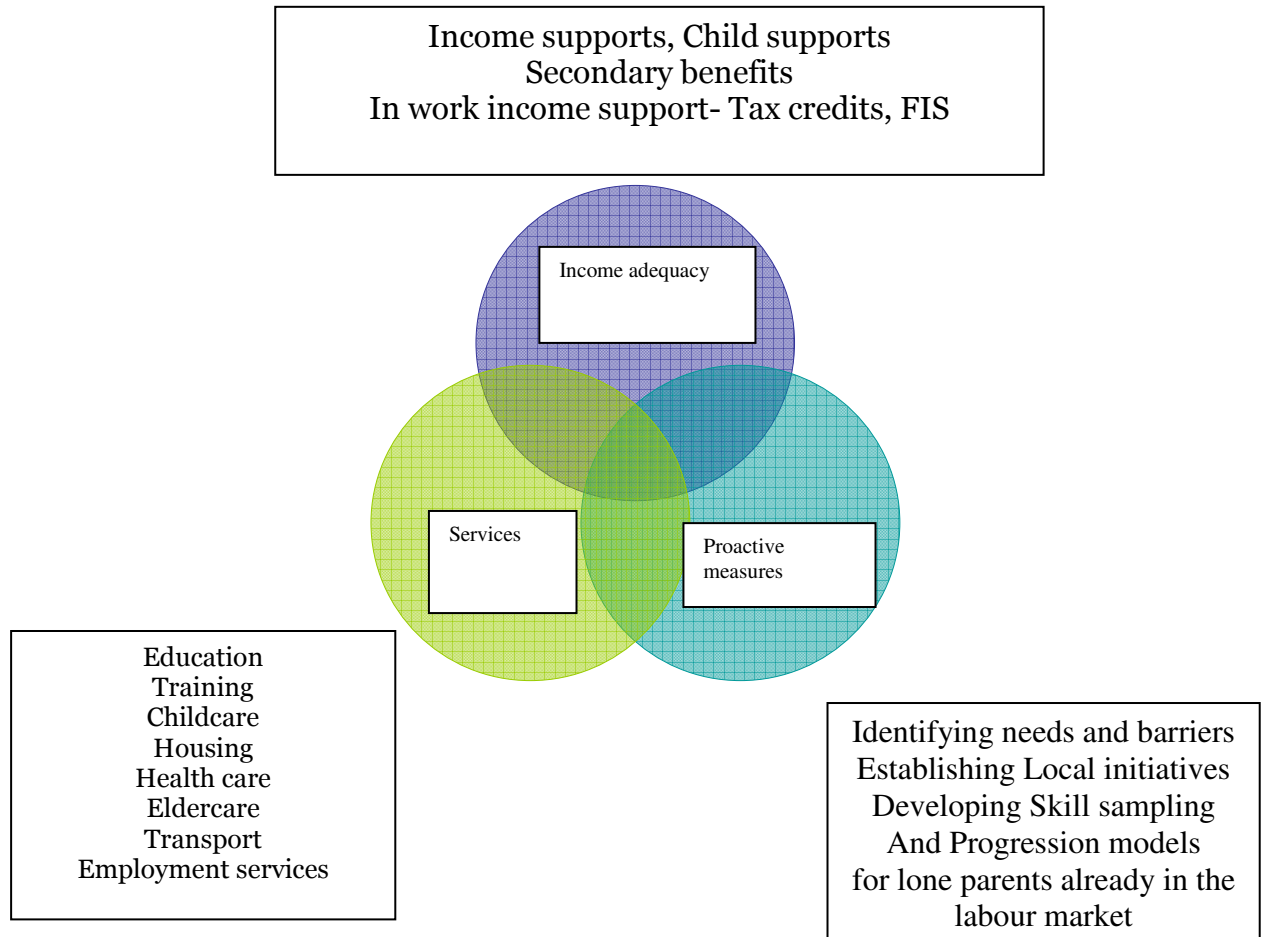 Income supports, Child supports
Secondary benefits
In work income support- Tax credits, FIS
Income adequacy
Services
Proactive
measures
Education
Training
Childcare
Housing
Health care
Eldercare
Transport
Employment services
Identifying needs and barriers
Establishing Local initiatives
Developing Skill sampling
And Progression models
for lone parents already in the
labour market